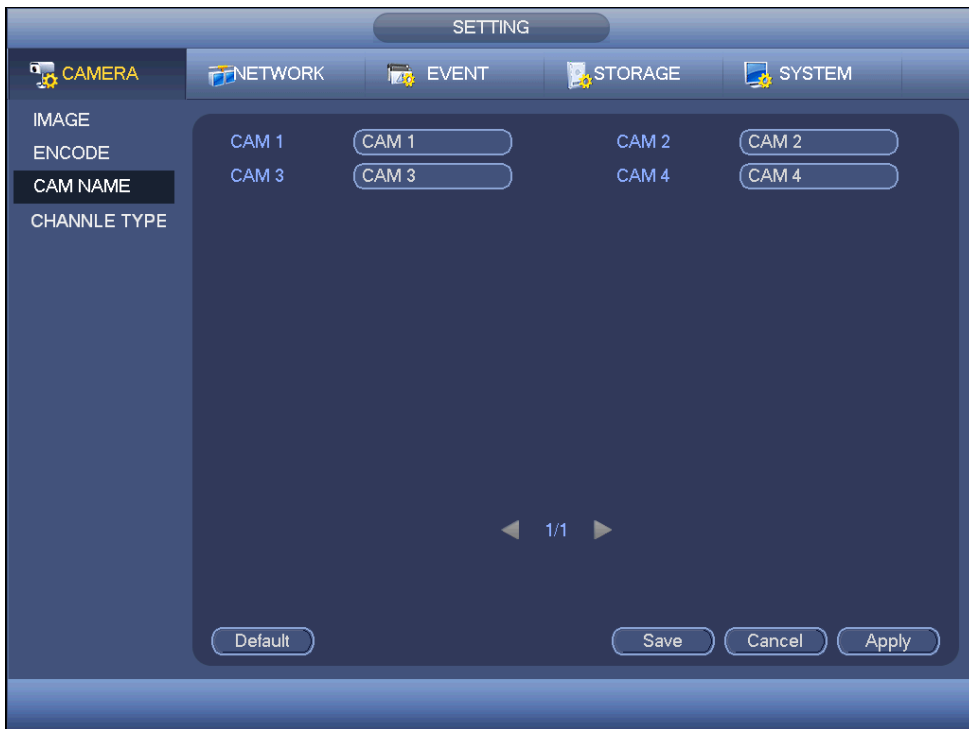 SETTING
CAMERA NETWORK EVENT STORAGE SYSTEM
IMAGE
ENCODE
CAM NAME
CHANNLE TYPE
CAM 1 CAM 1 CAM 2 CAM 2
CAM 3 CAM 3 CAM 4 CAM 4
1/1
Default Save Cancel Apply